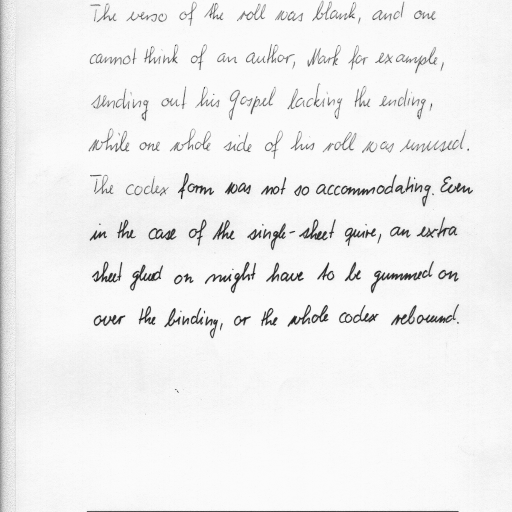 The verso of the roll was blank, and one
cannot think of an author, Mark for example,
sending out his Gospel lacking the ending,
while one whole side of his roll was unused.
The codex form was not so accommodating. Even
in the case of the single-sheet quire, an extra
sheet glued on might have to be gummed on
over the binding, or the whole codex rebound.